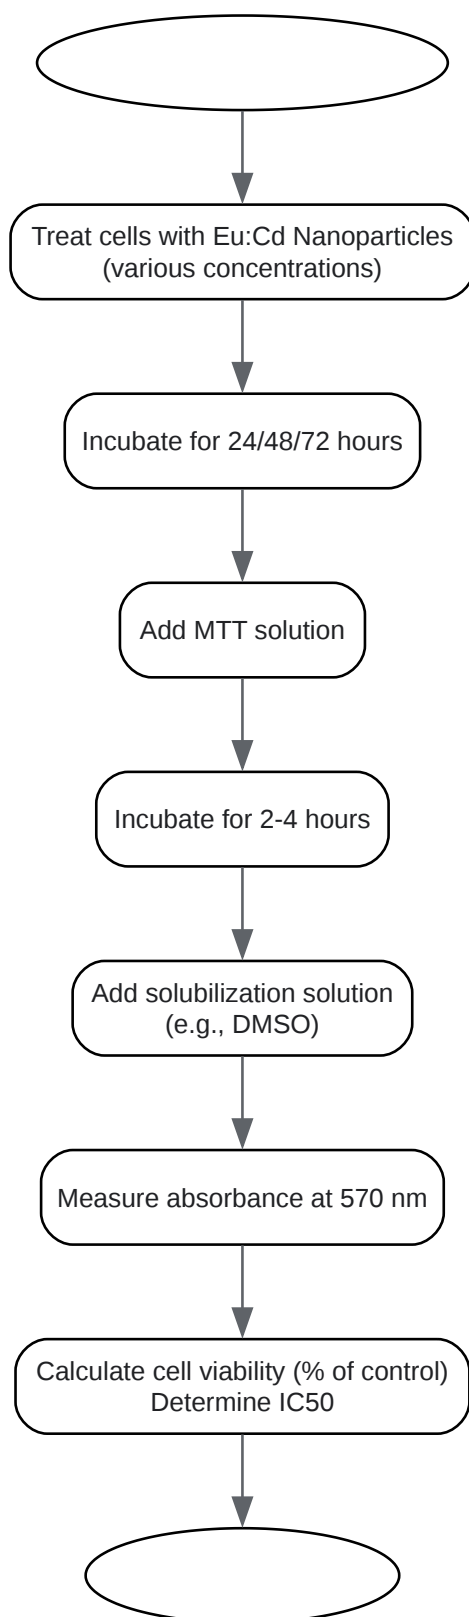 Treat cells with Eu:Cd Nanoparticles
(various concentrations)
Incubate for 24/48/72 hours
Add MTT solution
Incubate for 2-4 hours
Add solubilization solution
(e.g., DMSO)
Measure absorbance at 570 nm
Calculate cell viability (% of control)
Determine IC50